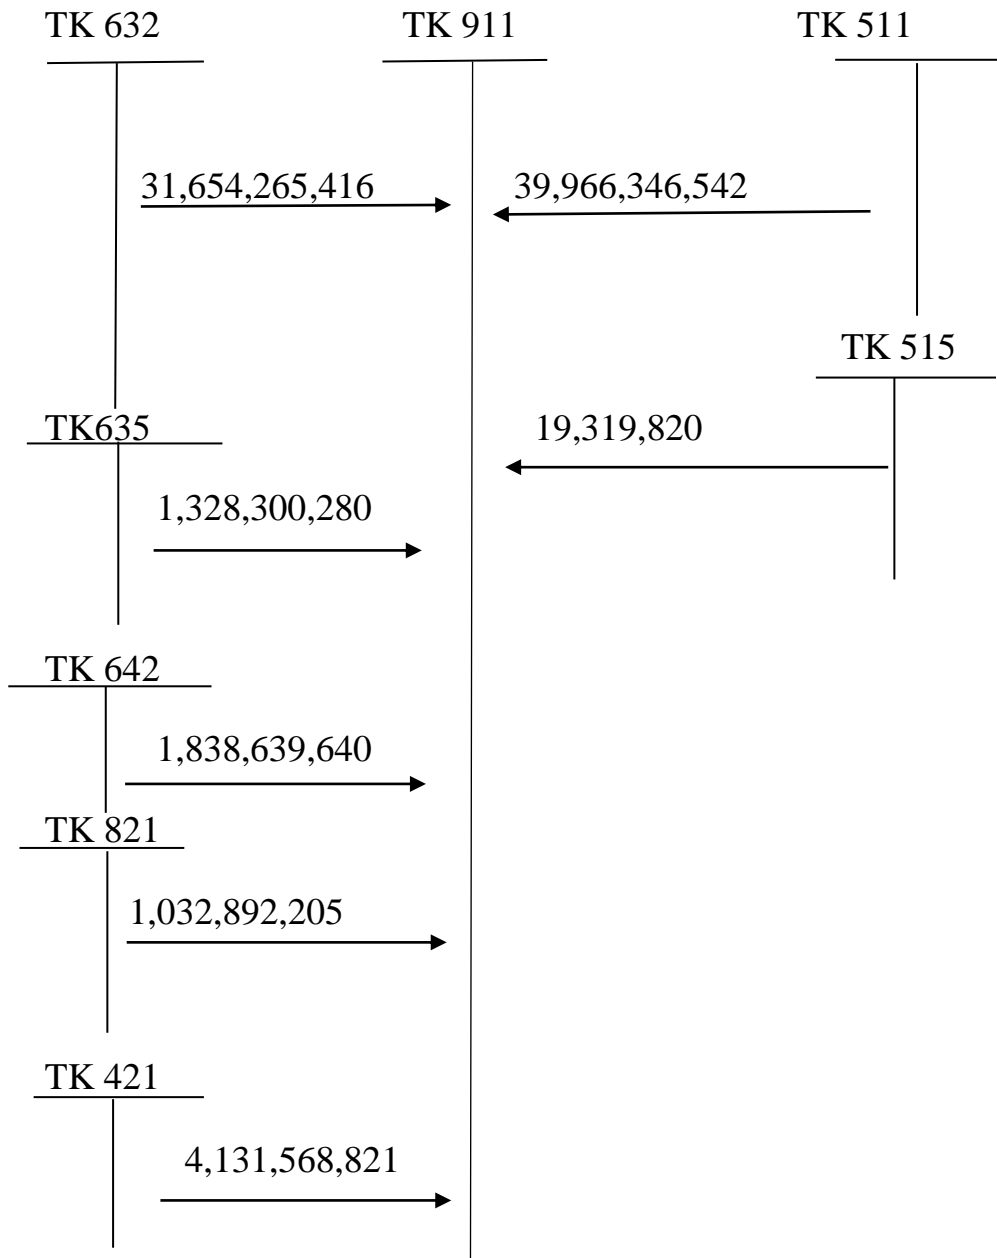 TK 632 TK 911 TK 511
31,654,265,416 39,966,346,542
TK 515
TK635 19,319,820
1,328,300,280
TK 642
1,838,639,640
TK 821
1,032,892,205
TK 421
4,131,568,821